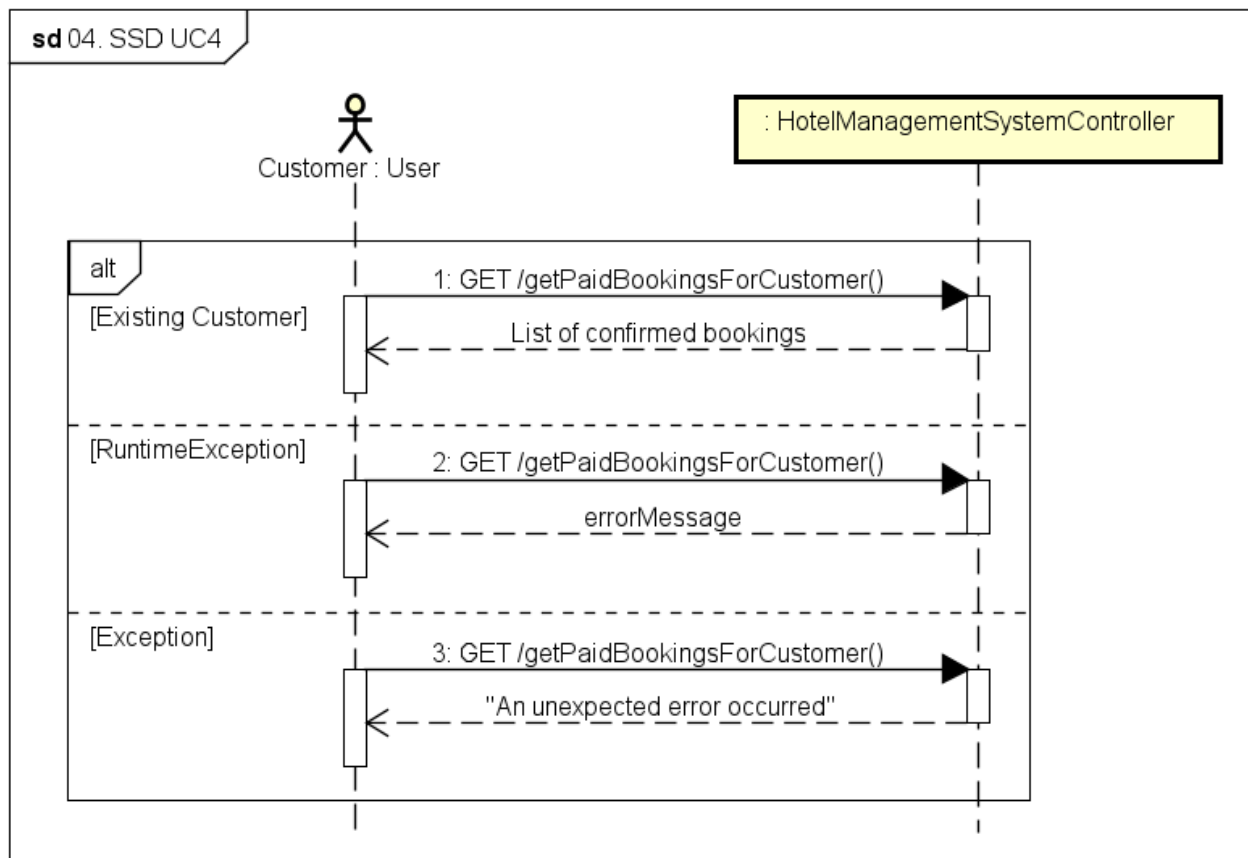 sd 04. SSD UC4
: HotelManagementSystemController
Customer : User
alt
1: GET /getPaidBookingsForCustomer()
[Existing Customer]
List of confirmed bookings
[RuntimeException]
2: GET /getPaidBookingsForCustomer()
errorMessage
[Exception]
3: GET /getPaidBookingsForCustomer()
"An unexpected error occurred"